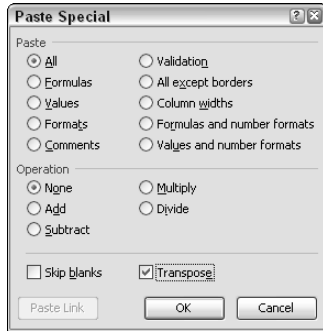 Paste Special
Paste
All
Validation
Formulas
All except borders
Values
Column widths
Formats
Formulas and number formats
Comments
Values and number formats
Operation
None
Multiply
Add
Divide
Subtract
Skip blanks
Transpose
Paste Link
OK
Cancel